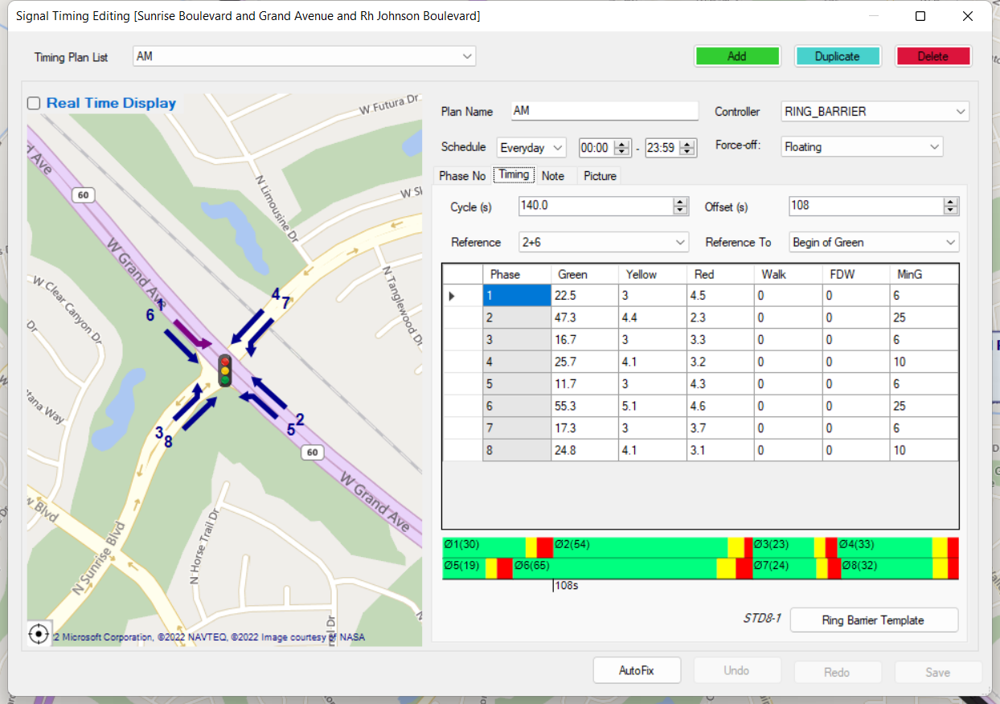 Signal Timing Editing [Sunrise Boulevard and Grand Avenue and Rh Johnson Boulevard]
Timing Plan List
AM
Add
Duplicate
Delete
Real Time Display
W Futura Dr
d Ave
60
N Limousine Dr
W Grand Ave
W Clear Canyon Dr
N Tanglewood Dr
Dr
4
7
1
6
3
8
2
5
60
W Grand Ave
N Horse Trail Dr
N Sunrise Blvd
w Blvd
2 Microsoft Corporation, ©2022 NAVTEQ, ©2022 Image courtesy of NASA
Plan Name
AM
Controller
RING_BARRIER
Schedule
Everyday
00:00
-
23:59
Force-off:
Floating
Phase No
Timing
Note
Picture
Cycle (s)
140.0
Offset (s)
108
Reference
2+6
Reference To
Begin of Green
Phase Green Yellow Red Walk FDW MinG
1 22.5 3 4.5 0 0 6
2 47.3 4.4 2.3 0 0 25
3 16.7 3 3.3 0 0 6
4 25.7 4.1 3.2 0 0 10
5 11.7 3 4.3 0 0 6
6 55.3 5.1 4.6 0 0 25
7 17.3 3 3.7 0 0 6
8 24.8 4.1 3.1 0 0 10
Ø1(30) Ø2(54) Ø3(23) Ø4(33)
Ø5(19) Ø6(65) Ø7(24) Ø8(32)
108s
STD8-1
Ring Barrier Template
AutoFix
Undo
Redo
Save